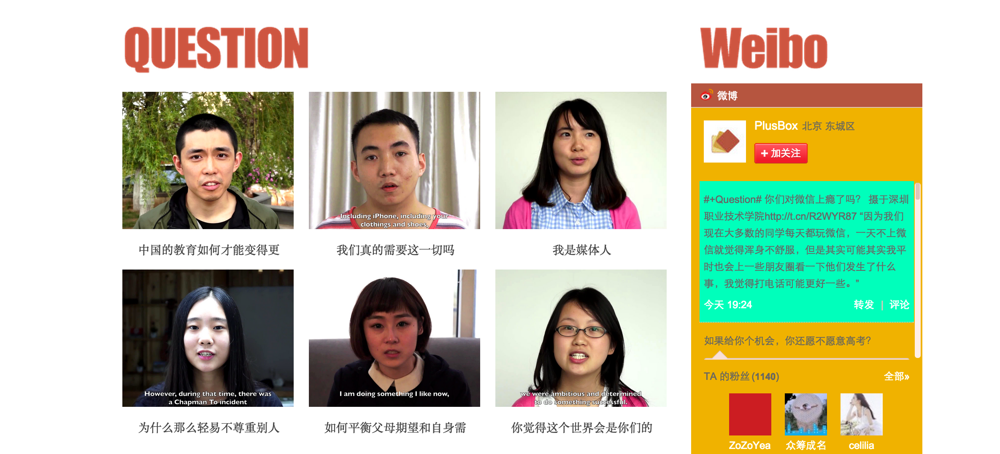 QUESTION
Including iPhone, including your
clothings and shoes,
中国的教育如何才能变得更
我们真的需要这一切吗
我是媒体人
However, during that time, there was
a Chapman To incident
I am doing something I like now,
we were ambitious and determined
to do something successful.
为什么那么轻易不尊重别人
如何平衡父母期望和自身需
你觉得这个世界会是你们的
Weibo
微博
PlusBox 北京 东城区
+ 加关注
#+Question# 你们对微信上瘾了吗? 摄于深圳
职业技术学院http://t.cn/R2WYR87 “因为我们
现在大多数的同学每天都玩微信，一天不上微
信就觉得浑身不舒服，但是其实可能其实我平
时也会上一些朋友圈看一下他们发生了什么
事，我觉得打电话可能更好一些。”
今天 19:24 转发 | 评论
如果给你个机会，你还愿不愿意高考?
TA 的粉丝 (1140) 全部»
ZoZoYea 众筹成名 celilia